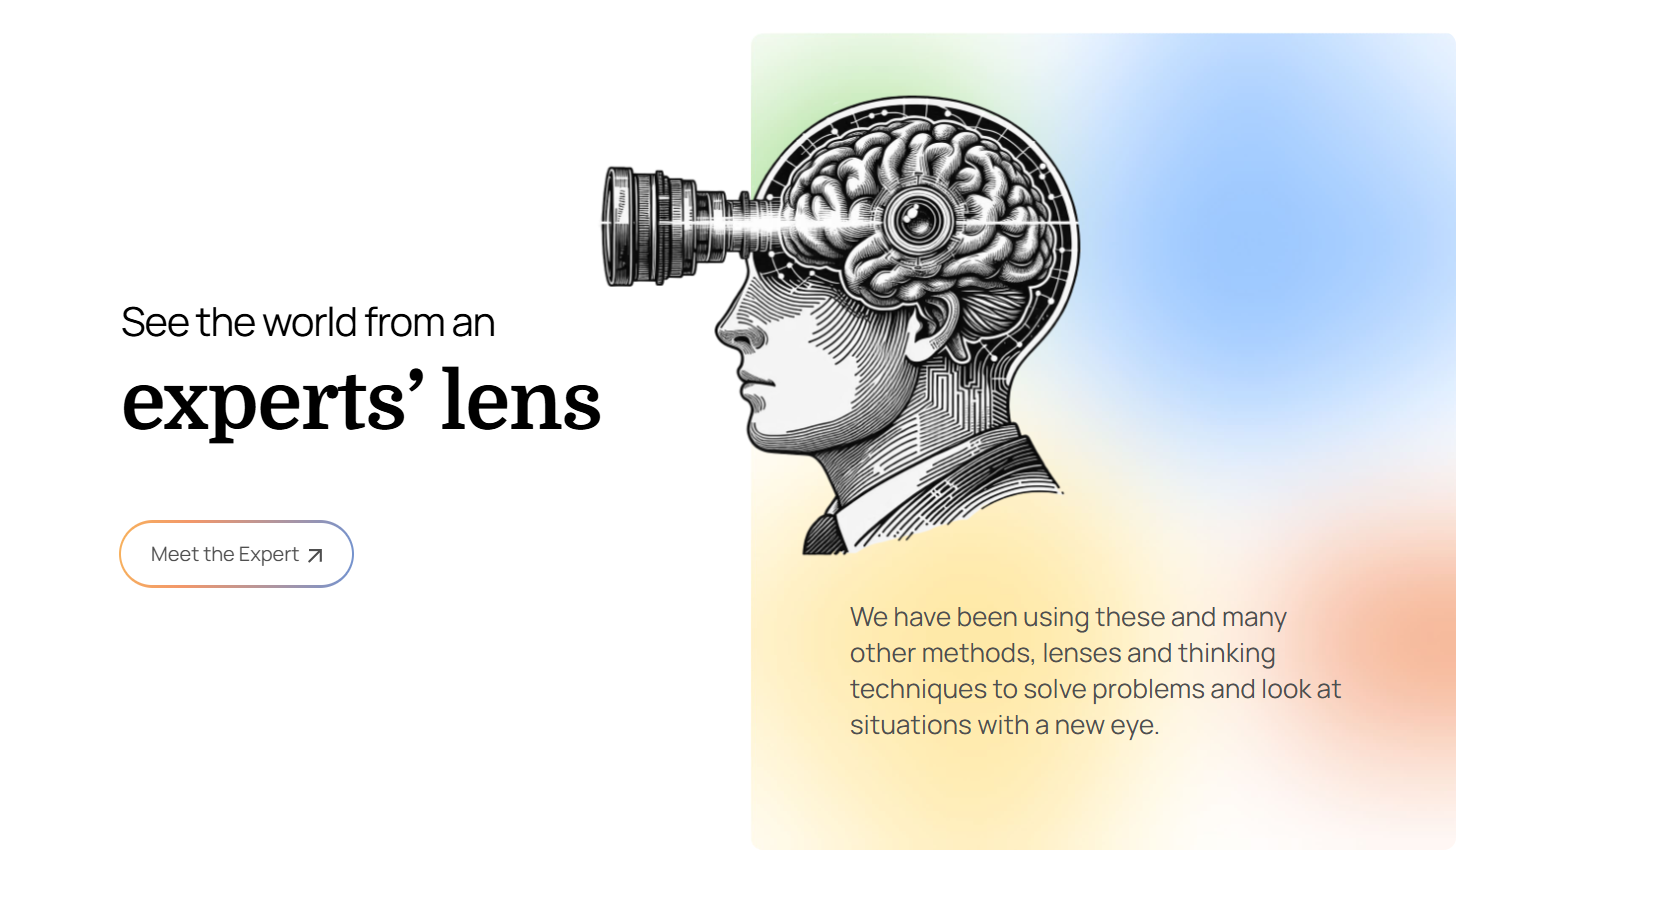 See the world from an
experts’ lens
Meet the Expert
We have been using these and many
other methods, lenses and thinking
techniques to solve problems and look at
situations with a new eye.